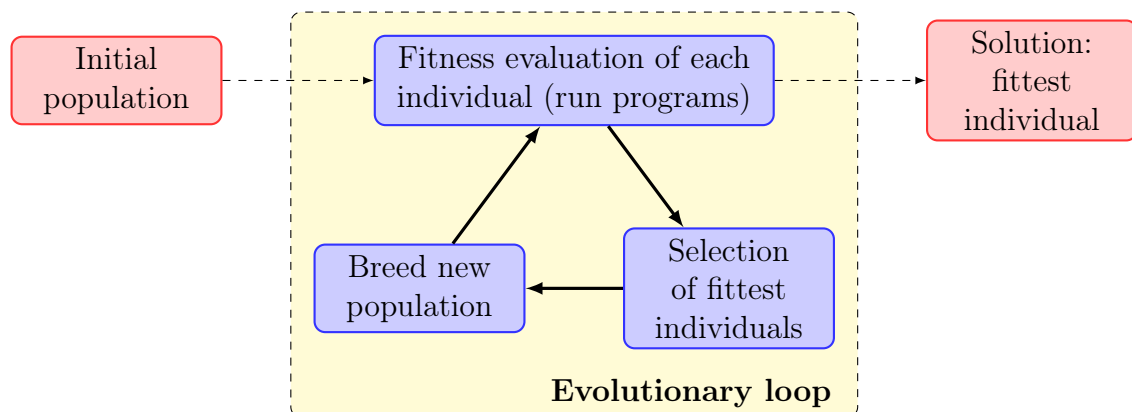 Initial
population
Fitness evaluation of each
individual (run programs)
Solution:
fittest
individual
Breed new
population
Selection
of fittest
individuals
Evolutionary loop